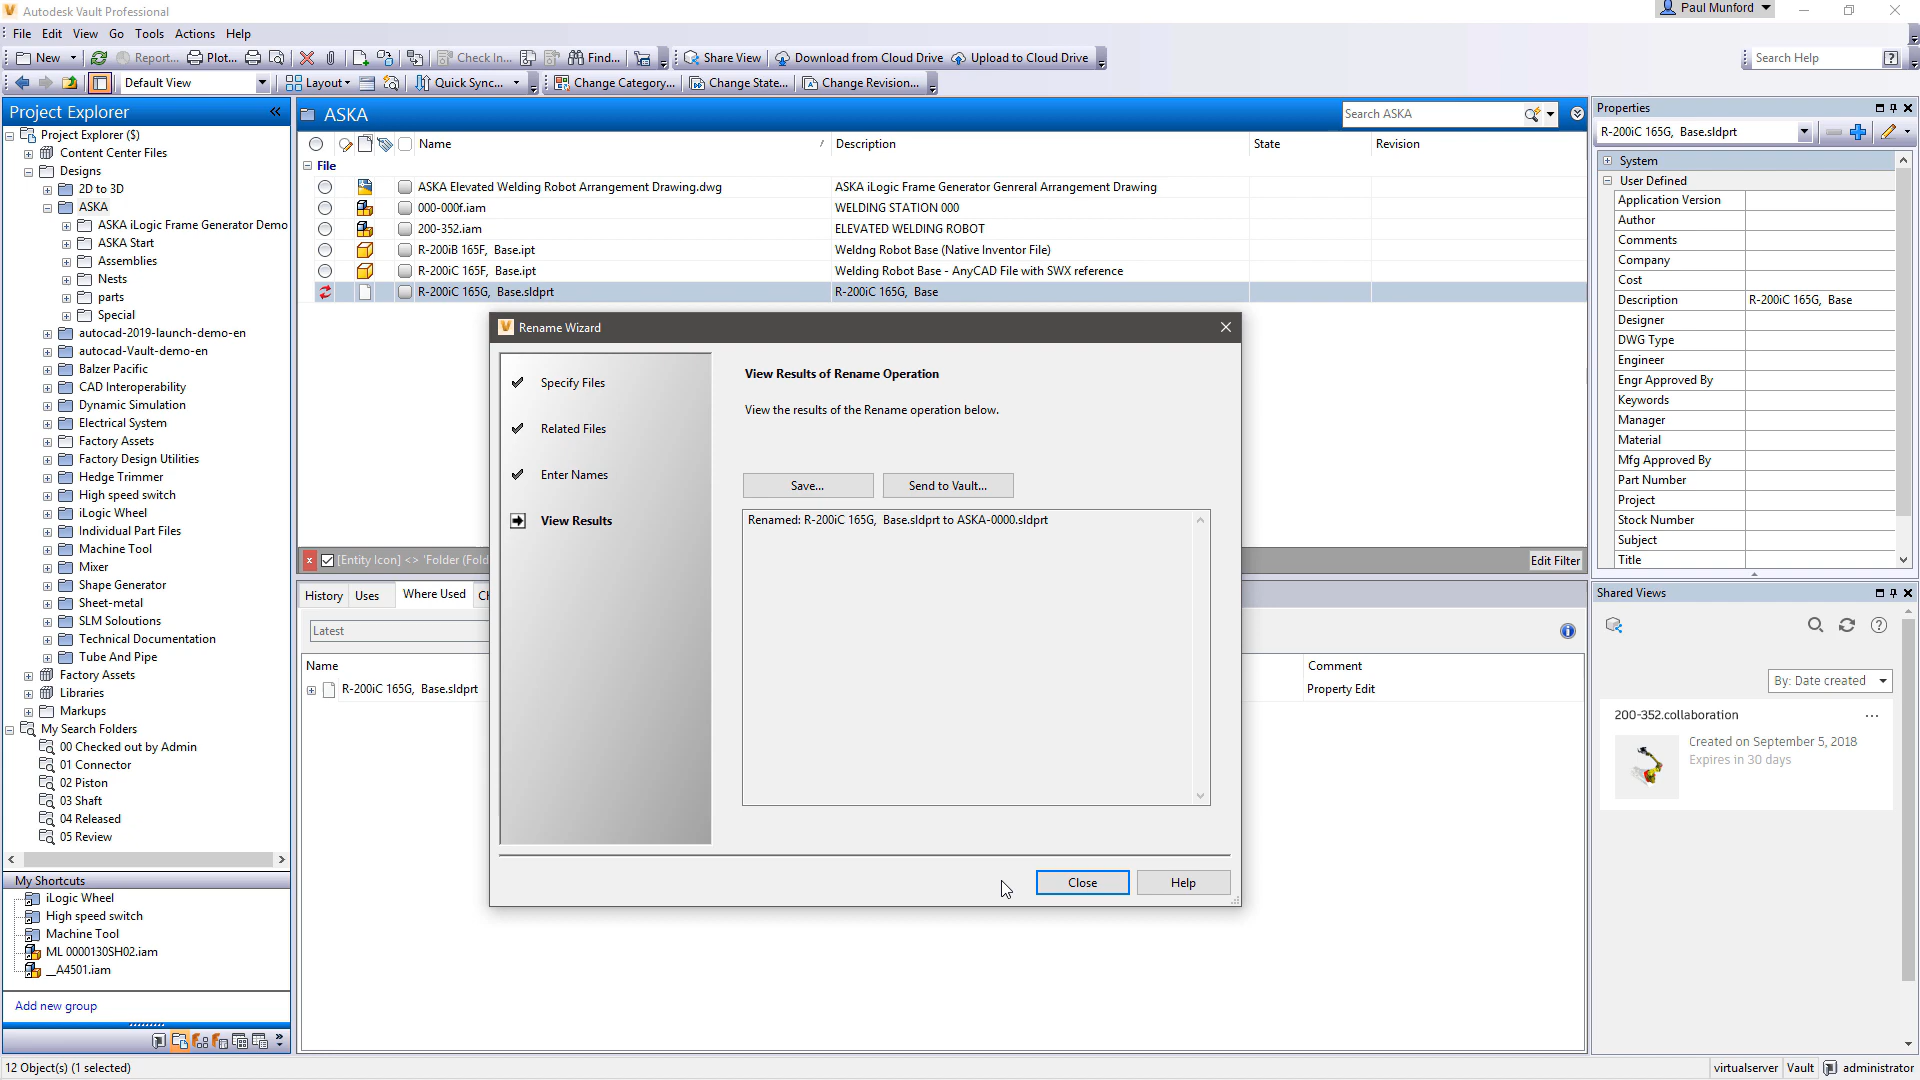 Autodesk Vault Professional
Paul Munford
File Edit View Go Tools Actions Help
New Report... Plot... Check In... Find... Share View Download from Cloud Drive Upload to Cloud Drive
Search Help
Default View Layout Quick Sync... Change Category... Change State... Change Revision...
Project Explorer
Project Explorer ($)
Content Center Files
Designs
2D to 3D
ASKA
ASKA iLogic Frame Generator Demo
ASKA Start
Assemblies
Nests
parts
Special
autocad-2019-launch-demo-en
autocad-Vault-demo-en
Balzer Pacific
CAD Interoperability
Dynamic Simulation
Electrical System
Factory Assets
Factory Design Utilities
Hedge Trimmer
High speed switch
iLogic Wheel
Individual Part Files
Machine Tool
Mixer
Shape Generator
Sheet-metal
SLM Soloutions
Technical Documentation
Tube And Pipe
Factory Assets
Libraries
Markups
My Search Folders
00 Checked out by Admin
01 Connector
02 Piston
03 Shaft
04 Released
05 Review
My Shortcuts
iLogic Wheel
High speed switch
Machine Tool
ML 0000130SH02.iam
__A4501.iam
Add new group
ASKA
Search ASKA
Name Description State Revision
File
ASKA Elevated Welding Robot Arrangement Drawing.dwg ASKA iLogic Frame Generator Genreral Arrangement Drawing
000-000f.iam WELDING STATION 000
200-352.iam ELEVATED WELDING ROBOT
R-200iB 165F, Base.ipt Weldng Robot Base (Native Inventor File)
R-200iC 165F, Base.ipt Welding Robot Base - AnyCAD File with SWX reference
R-200iC 165G, Base.sldprt R-200iC 165G, Base
Rename Wizard
Specify Files
Related Files
Enter Names
View Results
View Results of Rename Operation
View the results of the Rename operation below.
Save... Send to Vault...
Renamed: R-200iC 165G, Base.sldprt to ASKA-0000.sldprt
Close Help
[Entity Icon] <> 'Folder (Fold
Edit Filter
History Uses Where Used Ch
Latest
Name Comment
R-200iC 165G, Base.sldprt Property Edit
Properties
R-200iC 165G, Base.sldprt
System
User Defined
Application Version
Author
Comments
Company
Cost
Description R-200iC 165G, Base
Designer
DWG Type
Engineer
Engr Approved By
Keywords
Manager
Material
Mfg Approved By
Part Number
Project
Stock Number
Subject
Title
Shared Views
By: Date created
200-352.collaboration
Created on September 5, 2018
Expires in 30 days
12 Object(s) (1 selected)
virtualserver Vault administrator